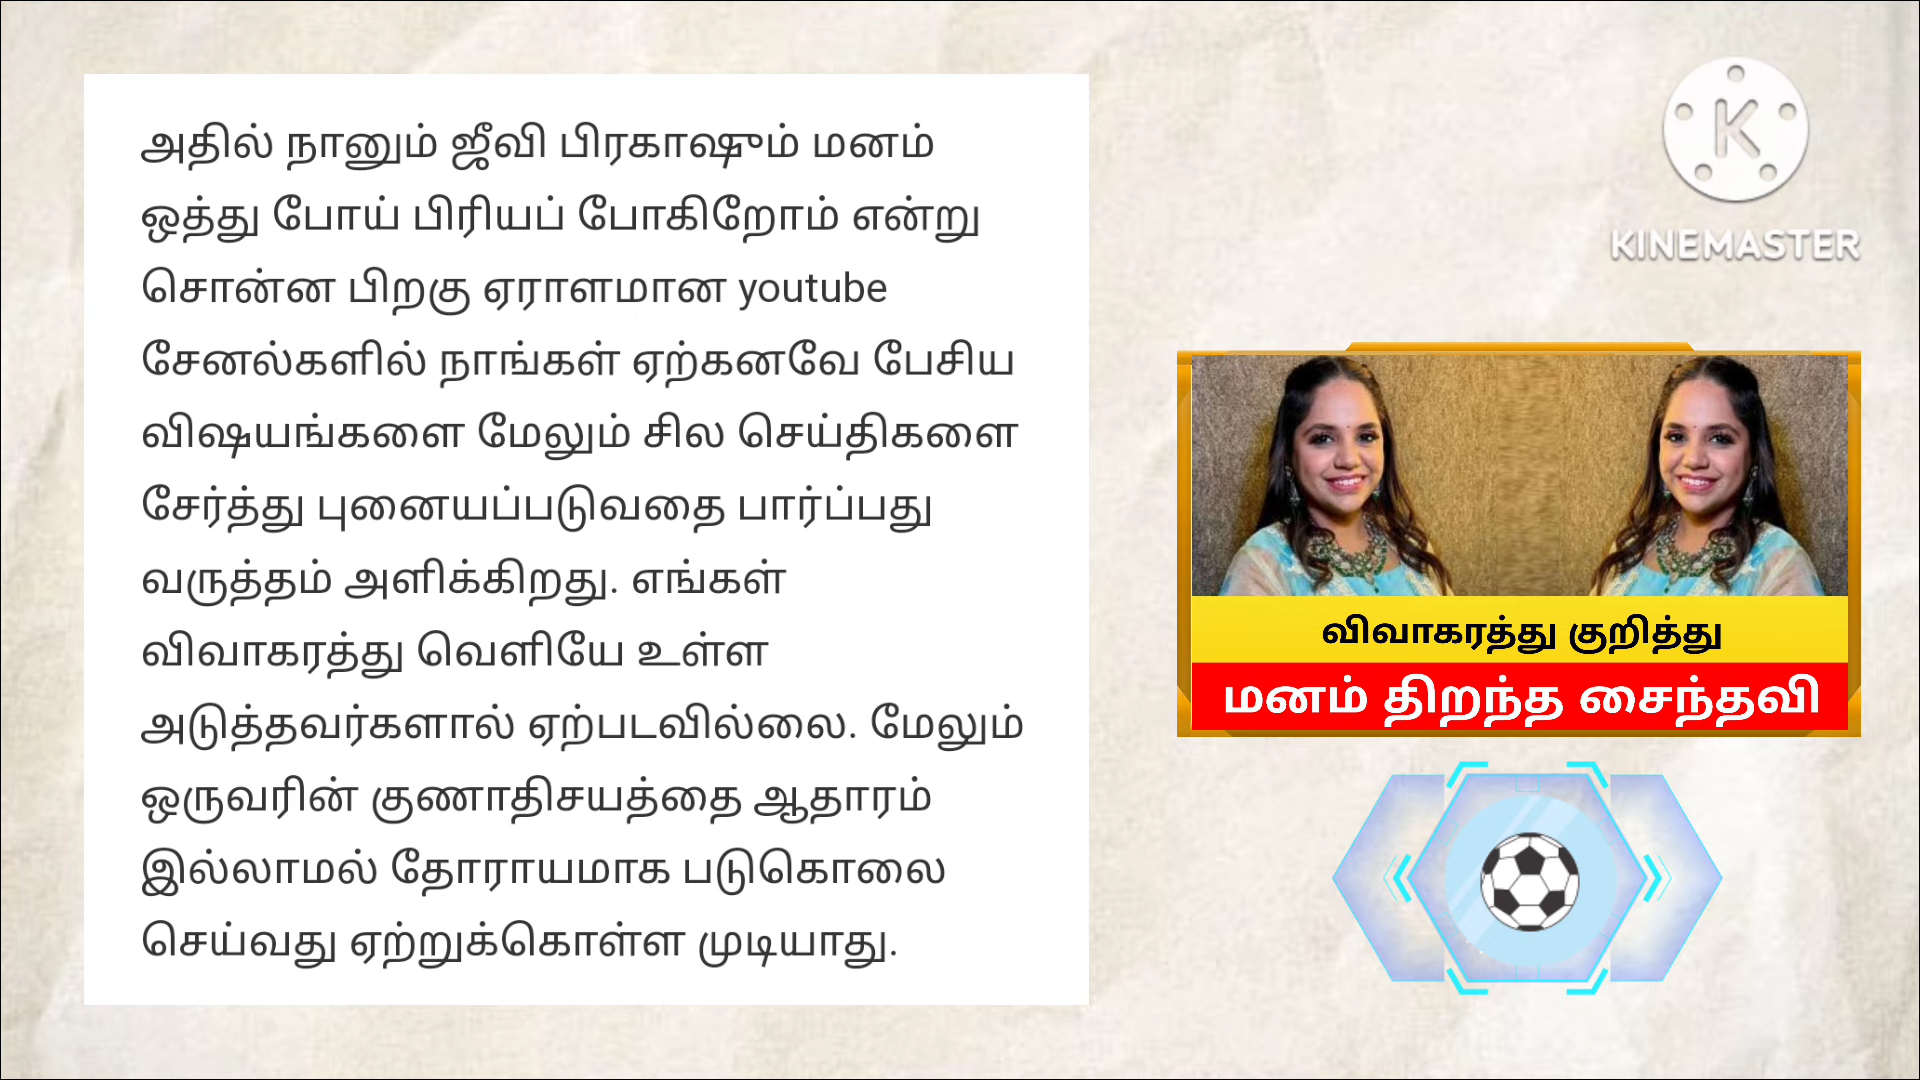 அதில் நானும் ஜீவி பிரகாஷும் மனம்
ஒத்து போய் பிரியப் போகிறோம் என்று
சொன்ன பிறகு ஏராளமான youtube
சேனல்களில் நாங்கள் ஏற்கனவே பேசிய
விஷயங்களை மேலும் சில செய்திகளை
சேர்த்து புனையப்படுவதை பார்ப்பது
வருத்தம் அளிக்கிறது. எங்கள்
விவாகரத்து வெளியே உள்ள
அடுத்தவர்களால் ஏற்படவில்லை. மேலும்
ஒருவரின் குணாதிசயத்தை ஆதாரம்
இல்லாமல் தோராயமாக படுகொலை
செய்வது ஏற்றுக்கொள்ள முடியாது.
K
KINEMASTER
விவாகரத்து குறித்து
மனம் திறந்த சைந்தவி